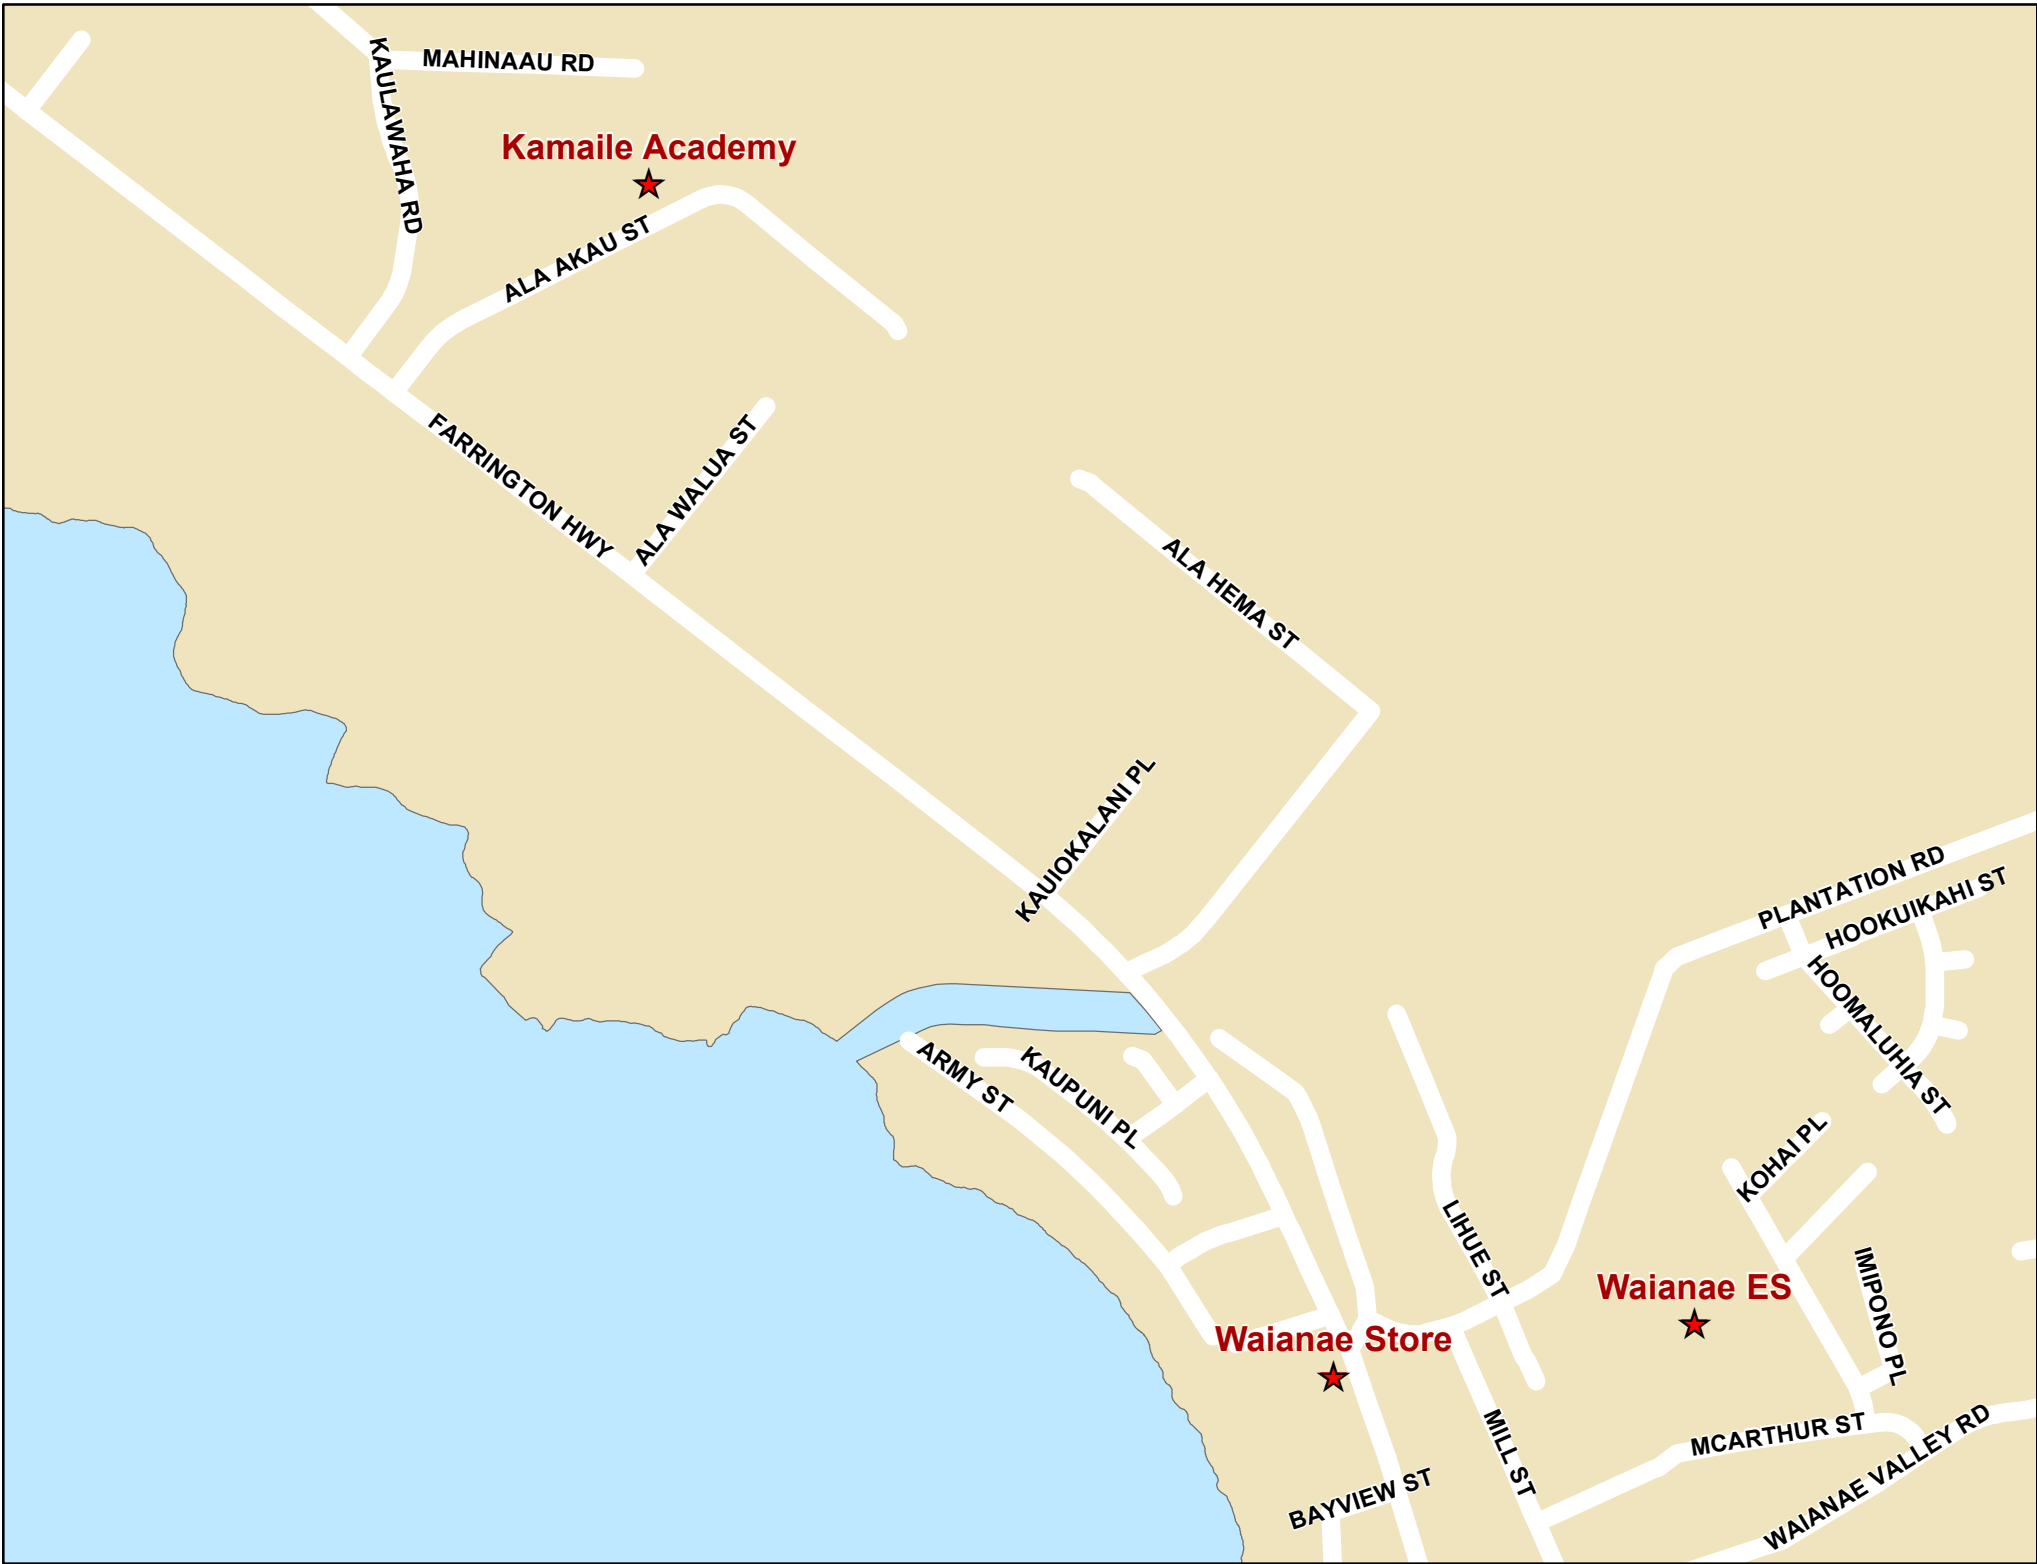 MAHINAAU RD
KAULAWAHA RD
Kamaile Academy
ALA AKAU ST
FARRINGTON HWY
ALA WALUA ST
ALA HEMA ST
KAUIOKALANI PL
PLANTATION RD
HOOKUIKAHI ST
HOOMALUHIA ST
ARMY ST
KAUPUNI PL
KOHAI PL
LIHUE ST
IMIPONO PL
Waianae ES
Waianae Store
MILL ST
MCARTHUR ST
WAIANAE VALLEY RD
BAYVIEW ST